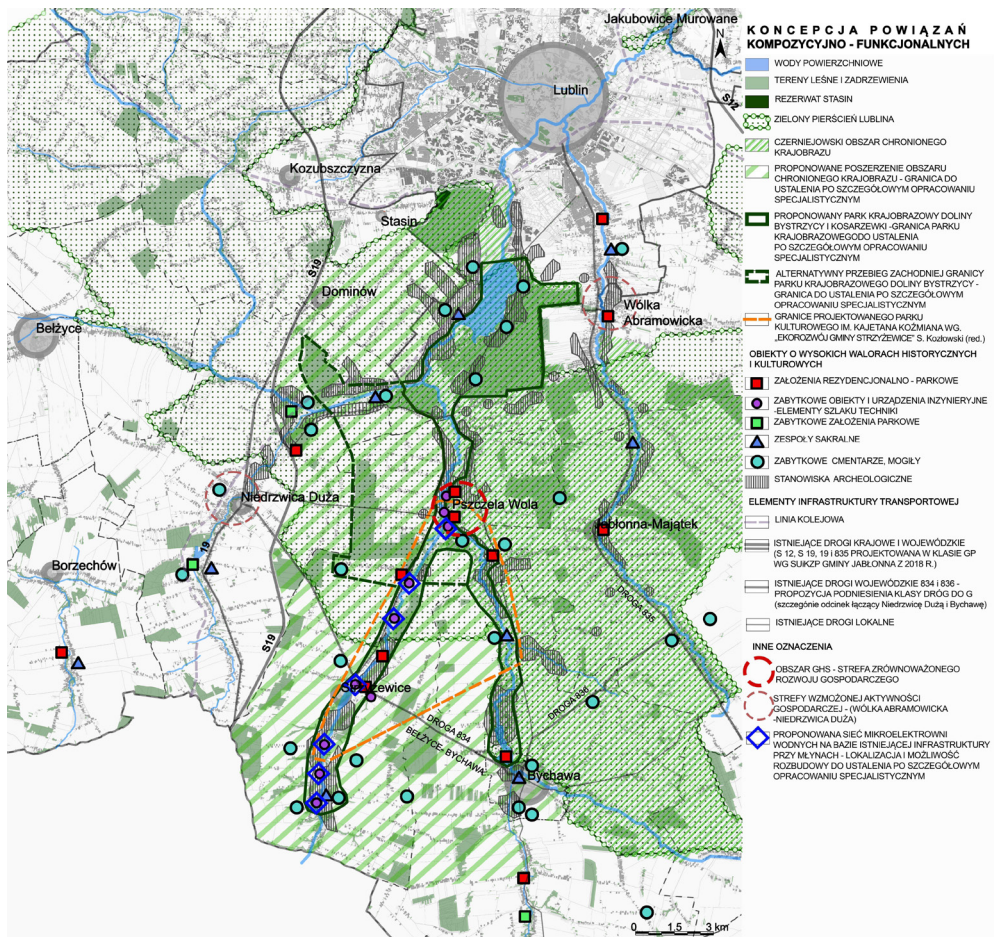 Jakubowice Murowane
N
Lublin
S12
Kozubszczyzna
Stasin
S19
Dominów
Bełżyce
Wólka
Abramowicka
Niedrzwica Duża
Pszczela Wola
Jabłonna-Majątek
19
Borzechów
DROGA 835
S19
DROGA 836
DROGA 834
BEŁŻYCE-BYCHAWA
Bychawa
0 1,5 3 km
KONCEPCJA POWIĄZAŃ
KOMPOZYCYJNO - FUNKCJONALNYCH
WODY POWIERZCHNIOWE
TERENY LEŚNE I ZADRZEWIENIA
REZERWAT STASIN
ZIELONY PIERŚCIEŃ LUBLINA
CZERNIEJOWSKI OBSZAR CHRONIONEGO
KRAJOBRAZU
PROPONOWANE POSZERZENIE OBSZARU
CHRONIONEGO KRAJOBRAZU - GRANICA DO
USTALENIA PO SZCZEGÓŁOWYM OPRACOWANIU
SPECJALISTYCZNYM
PROPONOWANY PARK KRAJOBRAZOWY DOLINY
BYSTRZYCY I KOSARZEWKI -GRANICA PARKU
KRAJOBRAZOWEGODO USTALENIA
PO SZCZEGÓŁOWYM OPRACOWANIU
SPECJALISTYCZNYM
ALTERNATYWNY PRZEBIEG ZACHODNIEJ GRANICY
PARKU KRAJOBRAZOWEGO DOLINY BYSTRZYCY -
GRANICA DO USTALENIA PO SZCZEGÓŁOWYM
OPRACOWANIU SPECJALISTYCZNYM
GRANICE PROJEKTOWANEGO PARKU
KULTUROWEGO IM. KAJETANA KOŹMIANA WG.
„EKOROZWÓJ GMINY STRZYŻEWICE" S. Kozłowski (red.)
OBIEKTY O WYSOKICH WALORACH HISTORYCZNYCH
I KULTUROWYCH
ZAŁOŻENIA REZYDENCJONALNO - PARKOWE
ZABYTKOWE OBIEKTY I URZĄDZENIA INŻYNIERYJNE
-ELEMENTY SZLAKU TECHNIKI
ZABYTKOWE ZAŁOŻENIA PARKOWE
ZESPOŁY SAKRALNE
ZABYTKOWE CMENTARZE, MOGIŁY
STANOWISKA ARCHEOLOGICZNE
ELEMENTY INFRASTRUKTURY TRANSPORTOWEJ
LINIA KOLEJOWA
ISTNIEJĄCE DROGI KRAJOWE I WOJEWÓDZKIE
(S 12, S 19, 19 i 835 PROJEKTOWANA W KLASIE GP
WG SUIKZP GMINY JABŁONNA Z 2018 R.)
ISTNIEJĄCE DROGI WOJEWÓDZKIE 834 i 836 -
PROPOZYCJA PODNIESIENIA KLASY DRÓG DO G
(szczególnie odcinek łączący Niedrzwicę Dużą i Bychawę)
ISTNIEJĄCE DROGI LOKALNE
INNE OZNACZENIA
OBSZAR GHS - STREFA ZRÓWNOWAŻONEGO
ROZWOJU GOSPODARCZEGO
STREFY WZMOŻONEJ AKTYWNOŚCI
GOSPODARCZEJ - (WÓLKA ABRAMOWICKA
-NIEDRZWICA DUŻA)
PROPONOWANA SIEĆ MIKROELEKTROWNI
WODNYCH NA BAZIE ISTNIEJĄCEJ INFRASTRUKTURY
PRZY MŁYNACH - LOKALIZACJA I MOŻLIWOŚĆ
ROZBUDOWY DO USTALENIA PO SZCZEGÓŁOWYM
OPRACOWANIU SPECJALISTYCZNYM